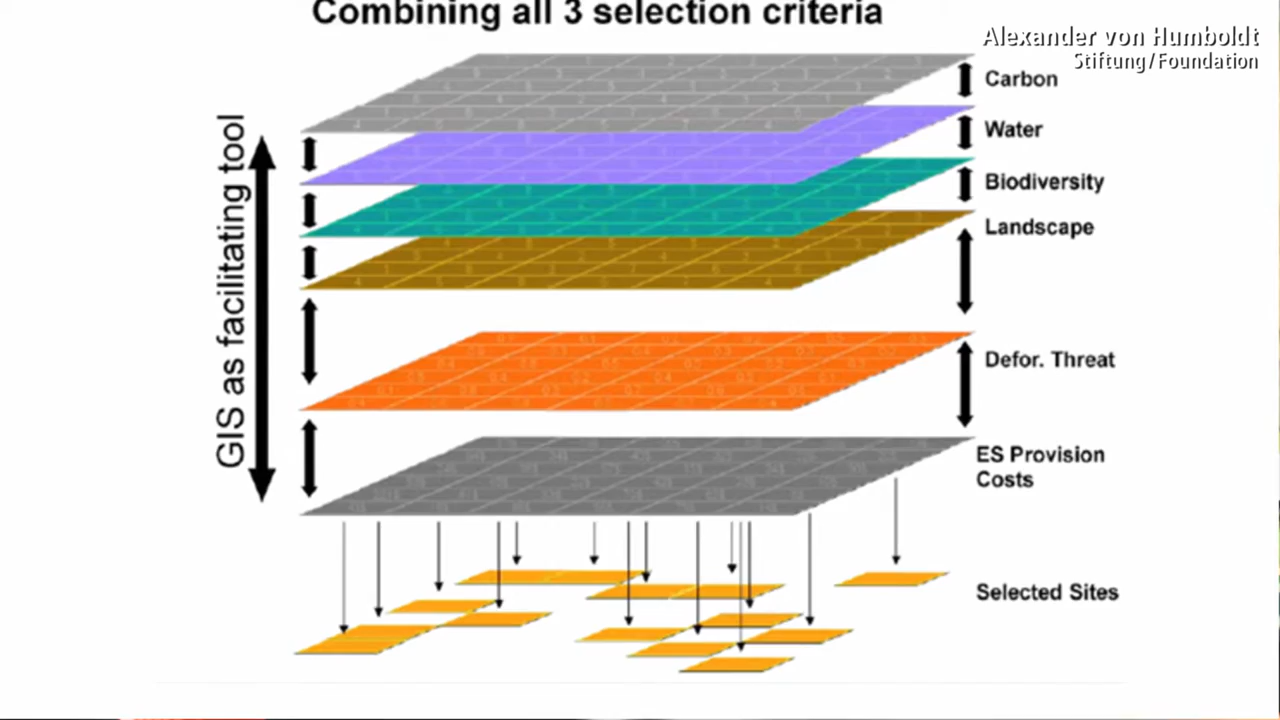 Combining all 3 selection criteria
Alexander von Humboldt
Stiftung/Foundation
GIS as facilitating tool
Carbon
Water
Biodiversity
Landscape
Defor. Threat
ES Provision
Costs
Selected Sites